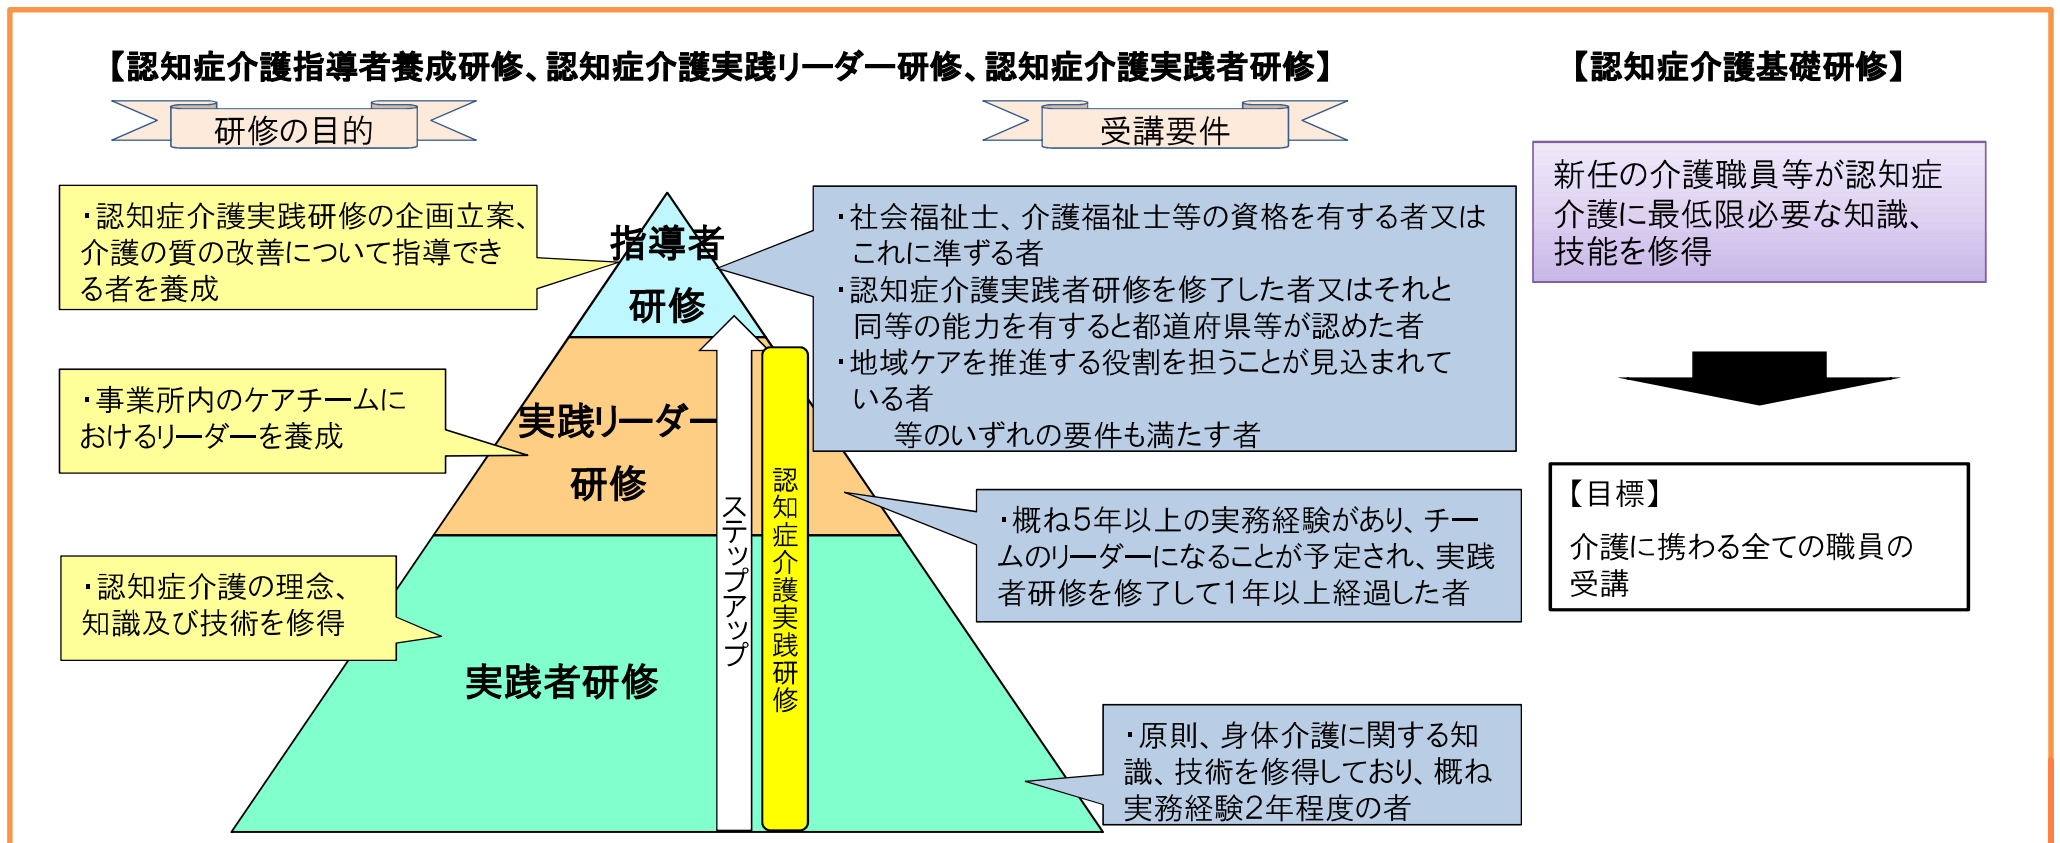 【認知症介護指導者養成研修、認知症介護実践リーダー研修、認知症介護実践者研修】
【認知症介護基礎研修】
研修の目的
受講要件
・認知症介護実践研修の企画立案、
介護の質の改善について指導でき
る者を養成
指導者
研修
・社会福祉士、介護福祉士等の資格を有する者又は
これに準ずる者
・認知症介護実践者研修を修了した者又はそれと
同等の能力を有すると都道府県等が認めた者
・地域ケアを推進する役割を担うことが見込まれて
いる者
等のいずれの要件も満たす者
・事業所内のケアチームに
おけるリーダーを養成
実践リーダー
研修
・概ね5年以上の実務経験があり、チー
ムのリーダーになることが予定され、実践
者研修を修了して1年以上経過した者
・認知症介護の理念、
知識及び技術を修得
実践者研修
ステップアップ
認知症介護実践研修
・原則、身体介護に関する知
識、技術を修得しており、概ね
実務経験2年程度の者
新任の介護職員等が認知症
介護に最低限必要な知識、
技能を修得
【目標】
介護に携わる全ての職員の
受講